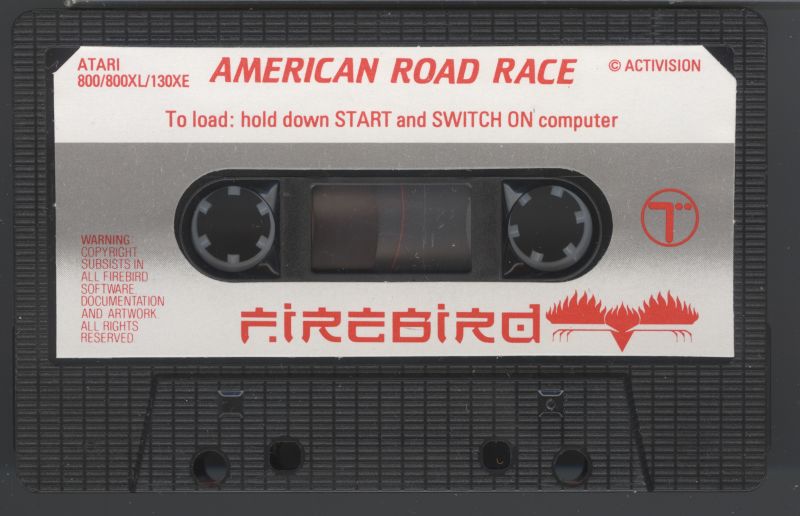 ATARI
800/800XL/130XE
AMERICAN ROAD RACE
© ACTIVISION
To load: hold down START and SWITCH ON computer
WARNING
COPYRIGHT
SUBSISTS IN
ALL FIREBIRD
SOFTWARE,
DOCUMENTATION
AND ARTWORK
ALL RIGHTS
RESERVED
FIREBIRD
T